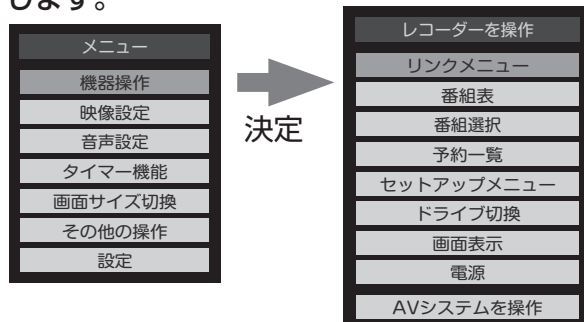 します。
メニュー
機器操作
映像設定
音声設定
タイマー機能
画面サイズ切換
その他の操作
設定
決定
レコーダーを操作
リンクメニュー
番組表
番組選択
予約一覧
セットアップメニュー
ドライブ切換
画面表示
電源
AVシステムを操作